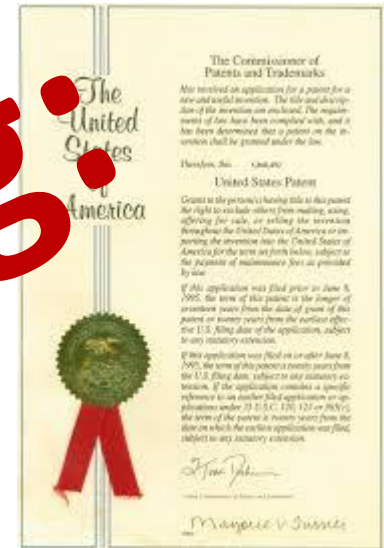 g:
The
United
States
of
America
The Commissioner of
Patents and Trademarks
Has received an application for a patent for a
new and useful invention. The title and descrip-
tion of the invention are enclosed. The require-
ments of law have been complied with, and it
has been determined that a patent on the in-
vention shall be granted under the law.
Therefore, this
United States Patent
Grants to the person(s) having title to this patent
the right to exclude others from making, using,
offering for sale, or selling the invention
throughout the United States of America or im-
porting the invention into the United States of
America for the term set forth below, subject to
the payment of maintenance fees as provided
by law.
If this application was filed prior to June 8,
1995, the term of this patent is the longer of
seventeen years from the date of grant of this
patent or twenty years from the earliest effec-
tive U.S. filing date of the application, subject
to any statutory extension.
If this application was filed on or after June 8,
1995, the term of this patent is twenty years from
the U.S. filing date, subject to any statutory ex-
tension. If the application contains a specific
reference to an earlier filed application or ap-
plications under 35 U.S.C. 120, 121 or 365(c),
the term of the patent is twenty years from the
date on which the earliest application was filed,
subject to any statutory extension.